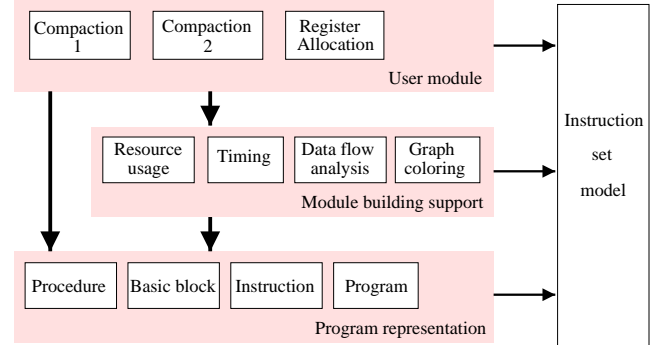 Compaction
1
Compaction
2
Register
Allocation
User module
Resource
usage
Timing
Data flow
analysis
Graph
coloring
Module building support
Procedure
Basic block
Instruction
Program
Program representation
Instruction
set
model